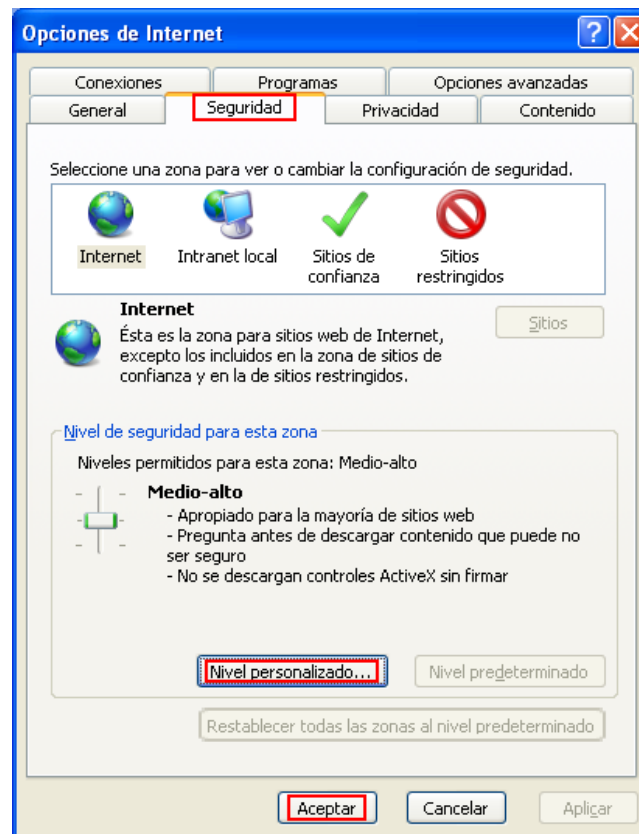 Opciones de Internet
Conexiones Programas Opciones avanzadas
General Seguridad Privacidad Contenido
Seleccione una zona para ver o cambiar la configuración de seguridad.
Internet Intranet local Sitios de confianza Sitios restringidos
Internet
Sitios
Ésta es la zona para sitios web de Internet,
excepto los incluidos en la zona de sitios de
confianza y en la de sitios restringidos.
Nivel de seguridad para esta zona
Niveles permitidos para esta zona: Medio-alto
Medio-alto
- Apropiado para la mayoría de sitios web
- Pregunta antes de descargar contenido que puede no
ser seguro
- No se descargan controles ActiveX sin firmar
Nivel personalizado... Nivel predeterminado
Restablecer todas las zonas al nivel predeterminado
Aceptar Cancelar Aplicar